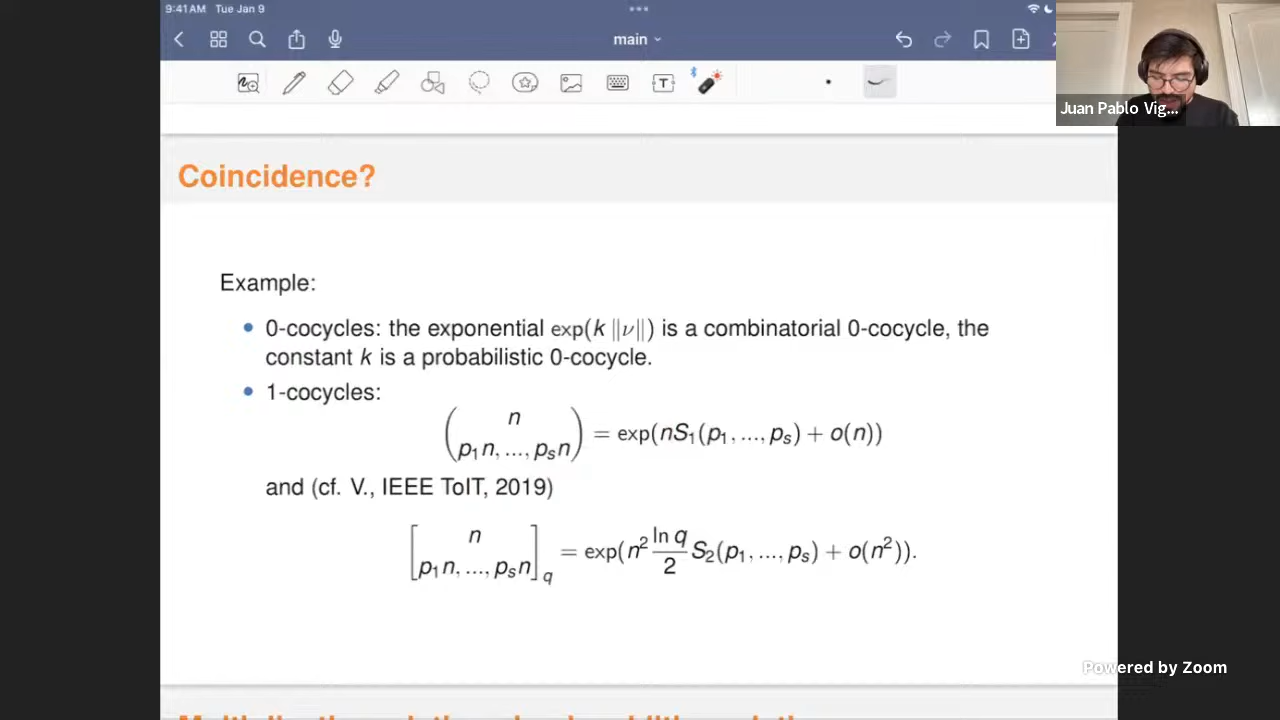 9:41 AM Tue Jan 9
main
Juan Pablo Vig...
Coincidence?
Example:
• 0-cocycles: the exponential exp(k ‖ν‖) is a combinatorial 0-cocycle, the
constant k is a probabilistic 0-cocycle.
• 1-cocycles:
( n / p₁n, ..., pₛn ) = exp(nS₁(p₁, ..., pₛ) + o(n))
and (cf. V., IEEE ToIT, 2019)
[ n / p₁n, ..., pₛn ]_q = exp(n² ln q / 2 S₂(p₁, ..., pₛ) + o(n²)).
Powered by Zoom